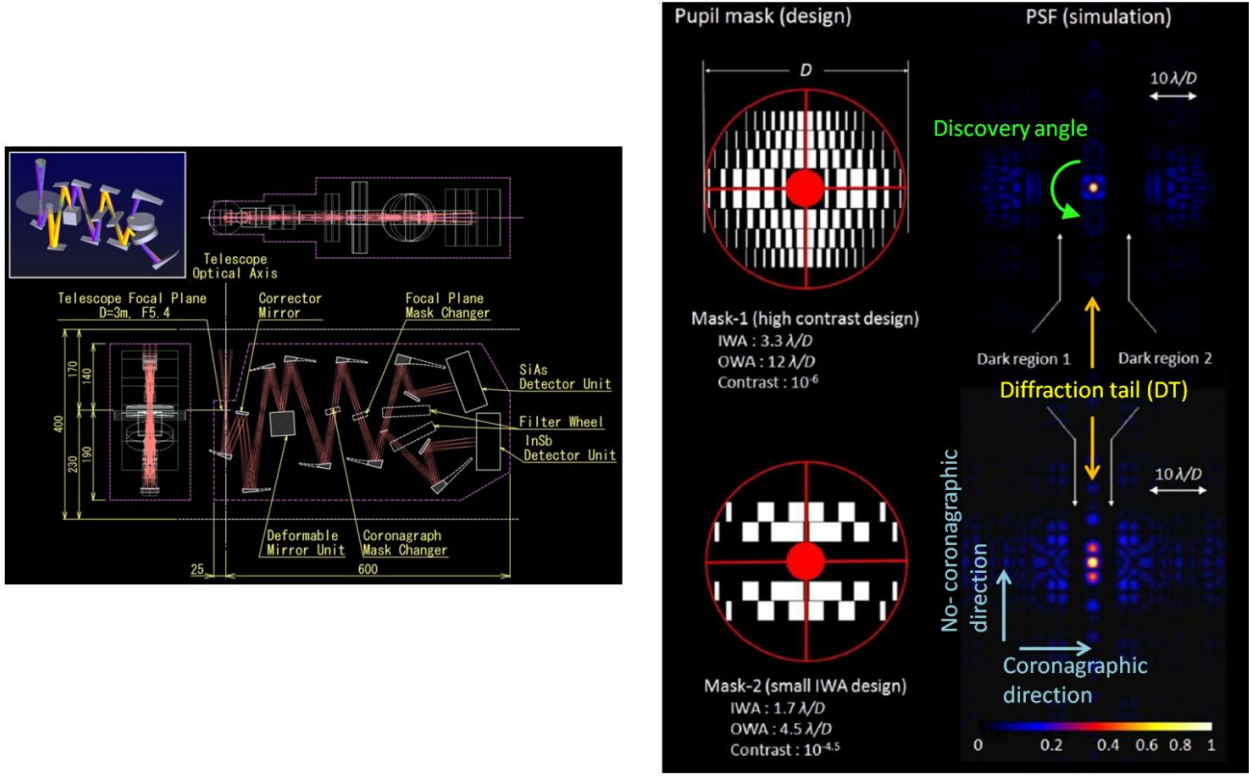 Telescope
Optical Axis
Telescope Focal Plane
D=3m, F5.4
Corrector
Mirror
Focal Plane
Mask Changer
SiAs
Detector Unit
Filter Wheel
InSb
Detector Unit
Deformable
Mirror Unit
Coronagraph
Mask Changer
400
170
230
140
190
25
600
Pupil mask (design)
PSF (simulation)
D
10 λ/D
Discovery angle
Mask-1 (high contrast design)
IWA : 3.3 λ/D
OWA : 12 λ/D
Contrast : 10⁻⁶
Dark region 1
Dark region 2
Diffraction tail (DT)
10 λ/D
No- coronagraphic
direction
Coronagraphic
direction
Mask-2 (small IWA design)
IWA : 1.7 λ/D
OWA : 4.5 λ/D
Contrast : 10⁻⁴·⁵
0
0.2
0.4
0.6
0.8
1